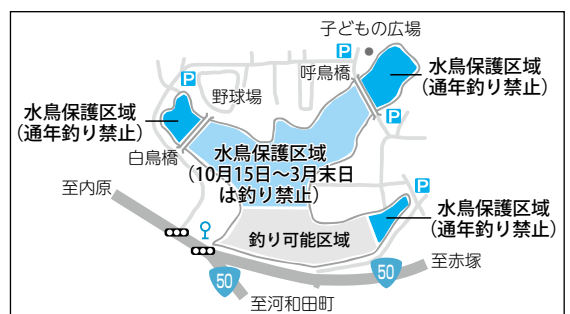 子どもの広場
P
呼鳥橋
P
水鳥保護区域
(通年釣り禁止)
P
野球場
水鳥保護区域
(通年釣り禁止)
P
白鳥橋
水鳥保護区域
(10月15日〜3月末日
は釣り禁止)
至内原
P
水鳥保護区域
(通年釣り禁止)
釣り可能区域
至赤塚
50
50
至河和田町